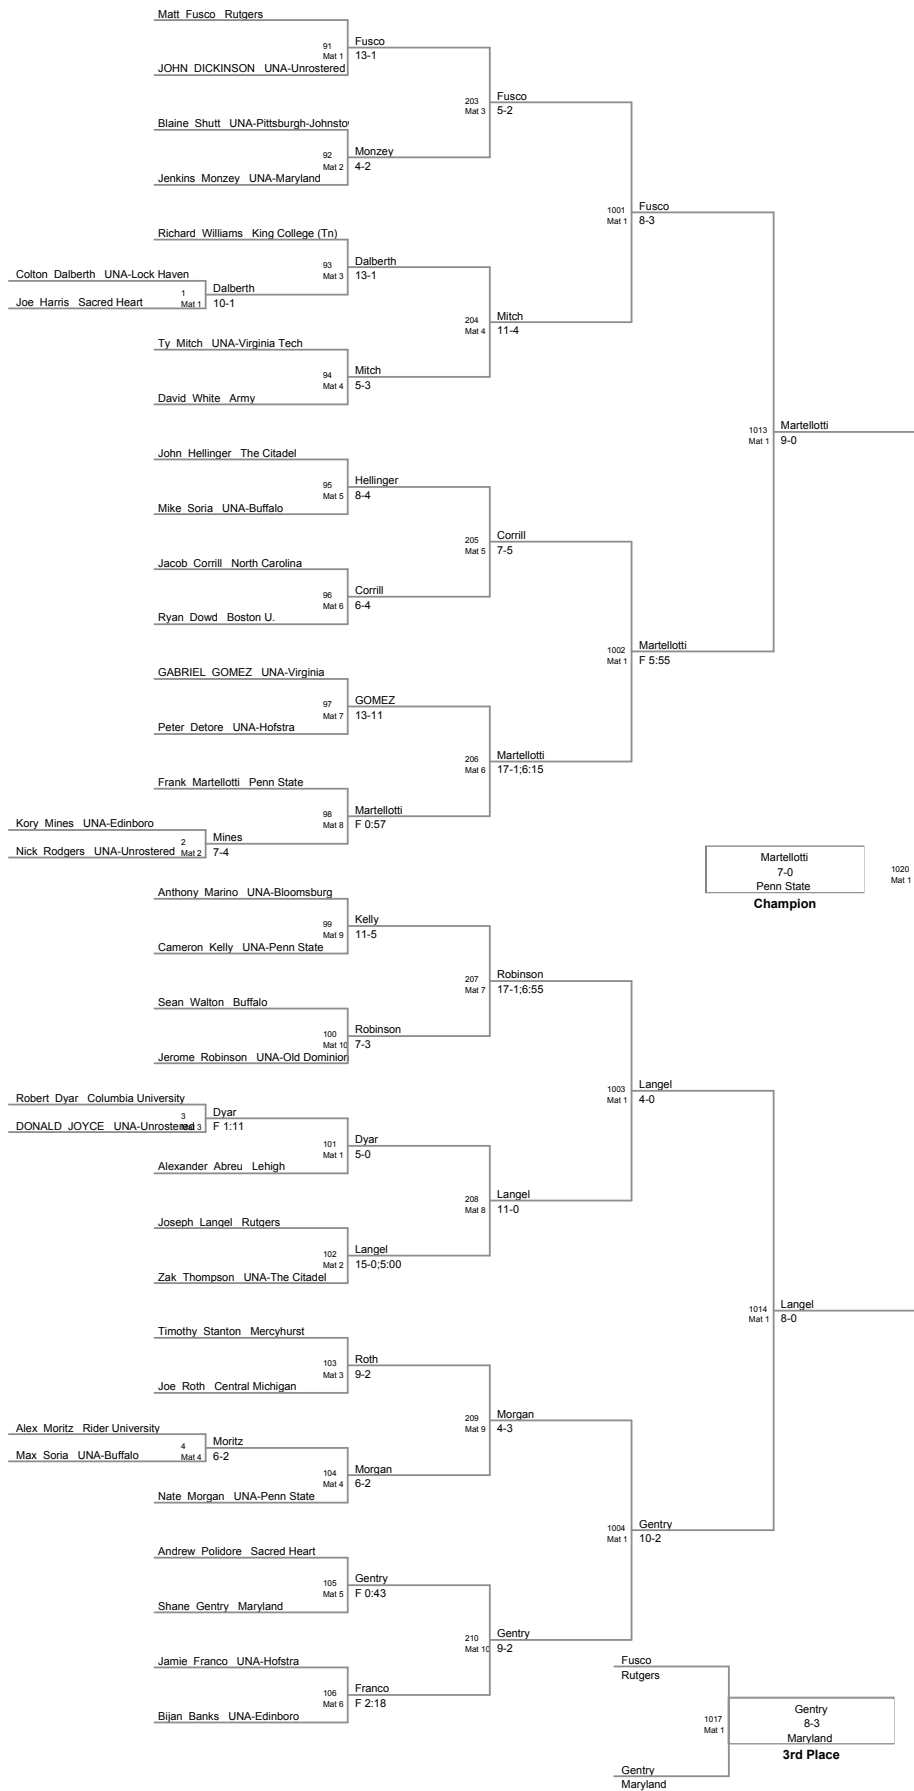 Matt Fusco Rutgers
91 Fusco
Mat 1 13-1
JOHN DICKINSON UNA-Unrostered
203 Fusco
Mat 3 5-2
Blaine Shutt UNA-Pittsburgh-Johnstow
92 Monzey
Mat 2 4-2
Jenkins Monzey UNA-Maryland
1001 Fusco
Mat 1 8-3
Richard Williams King College (Tn)
93 Dalberth
Mat 3 13-1
Colton Dalberth UNA-Lock Haven
1 Dalberth
Mat 1 10-1
Joe Harris Sacred Heart
204 Mitch
Mat 4 11-4
Ty Mitch UNA-Virginia Tech
94 Mitch
Mat 4 5-3
David White Army
1013 Martellotti
Mat 1 9-0
John Hellinger The Citadel
95 Hellinger
Mat 5 8-4
Mike Soria UNA-Buffalo
205 Corrill
Mat 5 7-5
Jacob Corrill North Carolina
96 Corrill
Mat 6 6-4
Ryan Dowd Boston U.
1002 Martellotti
Mat 1 F 5:55
GABRIEL GOMEZ UNA-Virginia
97 GOMEZ
Mat 7 13-11
Peter Detore UNA-Hofstra
206 Martellotti
Mat 6 17-1;6:15
Frank Martellotti Penn State
98 Martellotti
Mat 8 F 0:57
Kory Mines UNA-Edinboro
2 Mines
Mat 2 7-4
Nick Rodgers UNA-Unrostered
Martellotti
7-0
Penn State
Champion
1020
Mat 1
Anthony Marino UNA-Bloomsburg
99 Kelly
Mat 9 11-5
Cameron Kelly UNA-Penn State
207 Robinson
Mat 7 17-1;6:55
Sean Walton Buffalo
100 Robinson
Mat 10 7-3
Jerome Robinson UNA-Old Dominion
1003 Langel
Mat 1 4-0
Robert Dyar Columbia University
3 Dyar
Mat 3 F 1:11
DONALD JOYCE UNA-Unrostered
101 Dyar
Mat 1 5-0
Alexander Abreu Lehigh
208 Langel
Mat 8 11-0
Joseph Langel Rutgers
102 Langel
Mat 2 15-0;5:00
Zak Thompson UNA-The Citadel
1014 Langel
Mat 1 8-0
Timothy Stanton Mercyhurst
103 Roth
Mat 3 9-2
Joe Roth Central Michigan
209 Morgan
Mat 9 4-3
Alex Moritz Rider University
4 Moritz
Mat 4 6-2
Max Soria UNA-Buffalo
104 Morgan
Mat 4 6-2
Nate Morgan UNA-Penn State
1004 Gentry
Mat 1 10-2
Andrew Polidore Sacred Heart
105 Gentry
Mat 5 F 0:43
Shane Gentry Maryland
210 Gentry
Mat 10 9-2
Jamie Franco UNA-Hofstra
106 Franco
Mat 6 F 2:18
Bijan Banks UNA-Edinboro
Fusco
Rutgers
1017
Mat 1
Gentry
8-3
Maryland
3rd Place
Gentry
Maryland